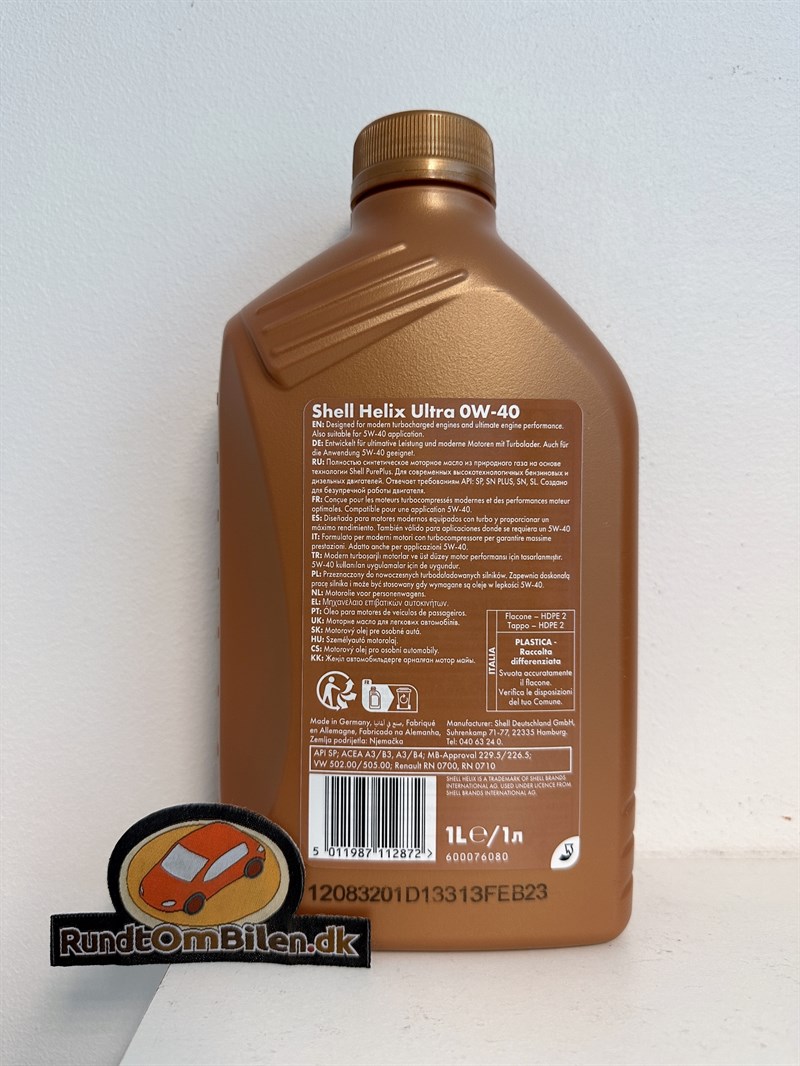 Shell Helix Ultra 0W-40
EN: Designed for modern turbocharged engines and ultimate engine performance.
Also suitable for 5W-40 application.
DE: Entwickelt für ultimative Leistung und moderne Motoren mit Turbolader. Auch für
die Anwendung 5W-40 geeignet.
RU: Полностью синтетическое моторное масло из природного газа на основе
технологии Shell PurePlus. Для современных высокотехнологичных бензиновых и
дизельных двигателей. Отвечает требованиям API: SP, SN PLUS, SN, SL. Создано
для безупречной работы двигателя.
FR: Conçue pour les moteurs turbocompressés modernes et des performances moteur
optimales. Compatible pour une application 5W-40.
ES: Diseñado para motores modernos equipados con turbo y proporcionar un
máximo rendimiento. También válido para aplicaciones donde se requiera un 5W-40
IT: Formulato per moderni motori con turbocompressore per garantire massime
prestazioni. Adatto anche per applicazioni 5W-40.
TR: Modern turboşarjlı motorlar ve üst düzey motor performansı için tasarlanmıştır.
5W-40 kullanılan uygulamalar için de uygundur.
PL: Przeznaczony do nowoczesnych turbodoładowanych silników. Zapewnia doskonałą
pracę silnika i może być stosowany gdy wymagane są oleje w lepkości 5W-40.
NL: Motorolie voor personenwagens.
EL: Μηχανέλαιο επιβατικών αυτοκινήτων.
PT: Óleo para motores de veículos de passageiros.
UK: Моторне масло для легкових автомобілів.
SK: Motorový olej pre osobné autá.
HU: Személyautó motorolaj.
CS: Motorový olej pro osobní automobily.
KK: Жеңіл автомобильдерге арналған мотор майы.
ITALIA
Flacone – HDPE 2
Tappo – HDPE 2
PLASTICA -
Raccolta
differenziata
Svuota accuratamente
il flacone.
Verifica le disposizioni
del tuo Comune.
FR
Made in Germany, صنع في ألمانيا, Fabriqué
en Allemagne, Fabricado na Alemanha,
Zemlja podrijetla: Njemačka
Manufacturer: Shell Deutschland GmbH,
Suhrenkamp 71-77, 22335 Hamburg.
Tel: 040 63 24 0.
API SP; ACEA A3/B3, A3/B4; MB-Approval 229.5/226.5;
VW 502.00/505.00; Renault RN 0700, RN 0710
SHELL HELIX IS A TRADEMARK OF SHELL BRANDS
INTERNATIONAL AG. USED UNDER LICENCE FROM
SHELL BRANDS INTERNATIONAL AG.
1L℮/1л
600076080
5 011987 112872 >
12083201D13313FEB23
RundtOmBilen.dk